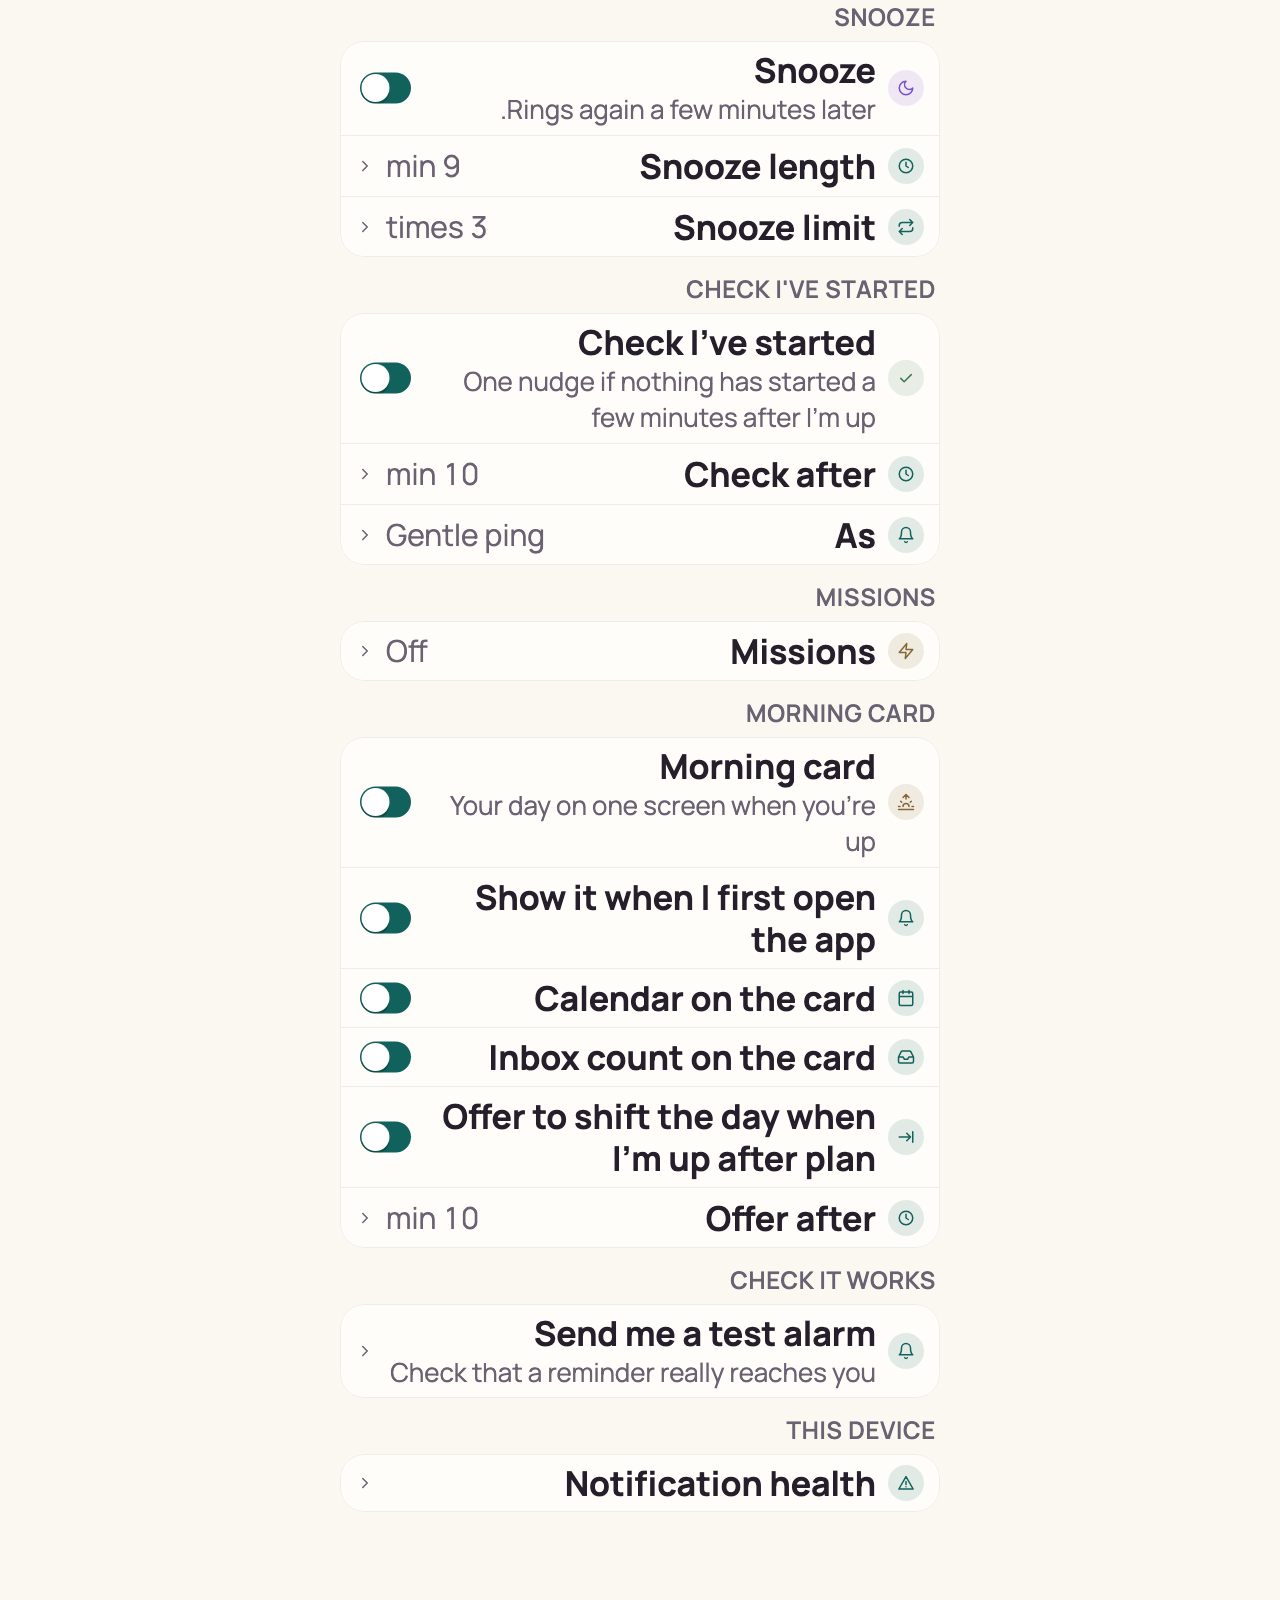 SNOOZE
Snooze
.Rings again a few minutes later
Snooze length
min 9
Snooze limit
times 3
CHECK I'VE STARTED
Check I’ve started
One nudge if nothing has started a
few minutes after I’m up
Check after
min 10
As
Gentle ping
MISSIONS
Missions
Off
MORNING CARD
Morning card
Your day on one screen when you’re
up
Show it when I first open
the app
Calendar on the card
Inbox count on the card
Offer to shift the day when
I’m up after plan
Offer after
min 10
CHECK IT WORKS
Send me a test alarm
Check that a reminder really reaches you
THIS DEVICE
Notification health